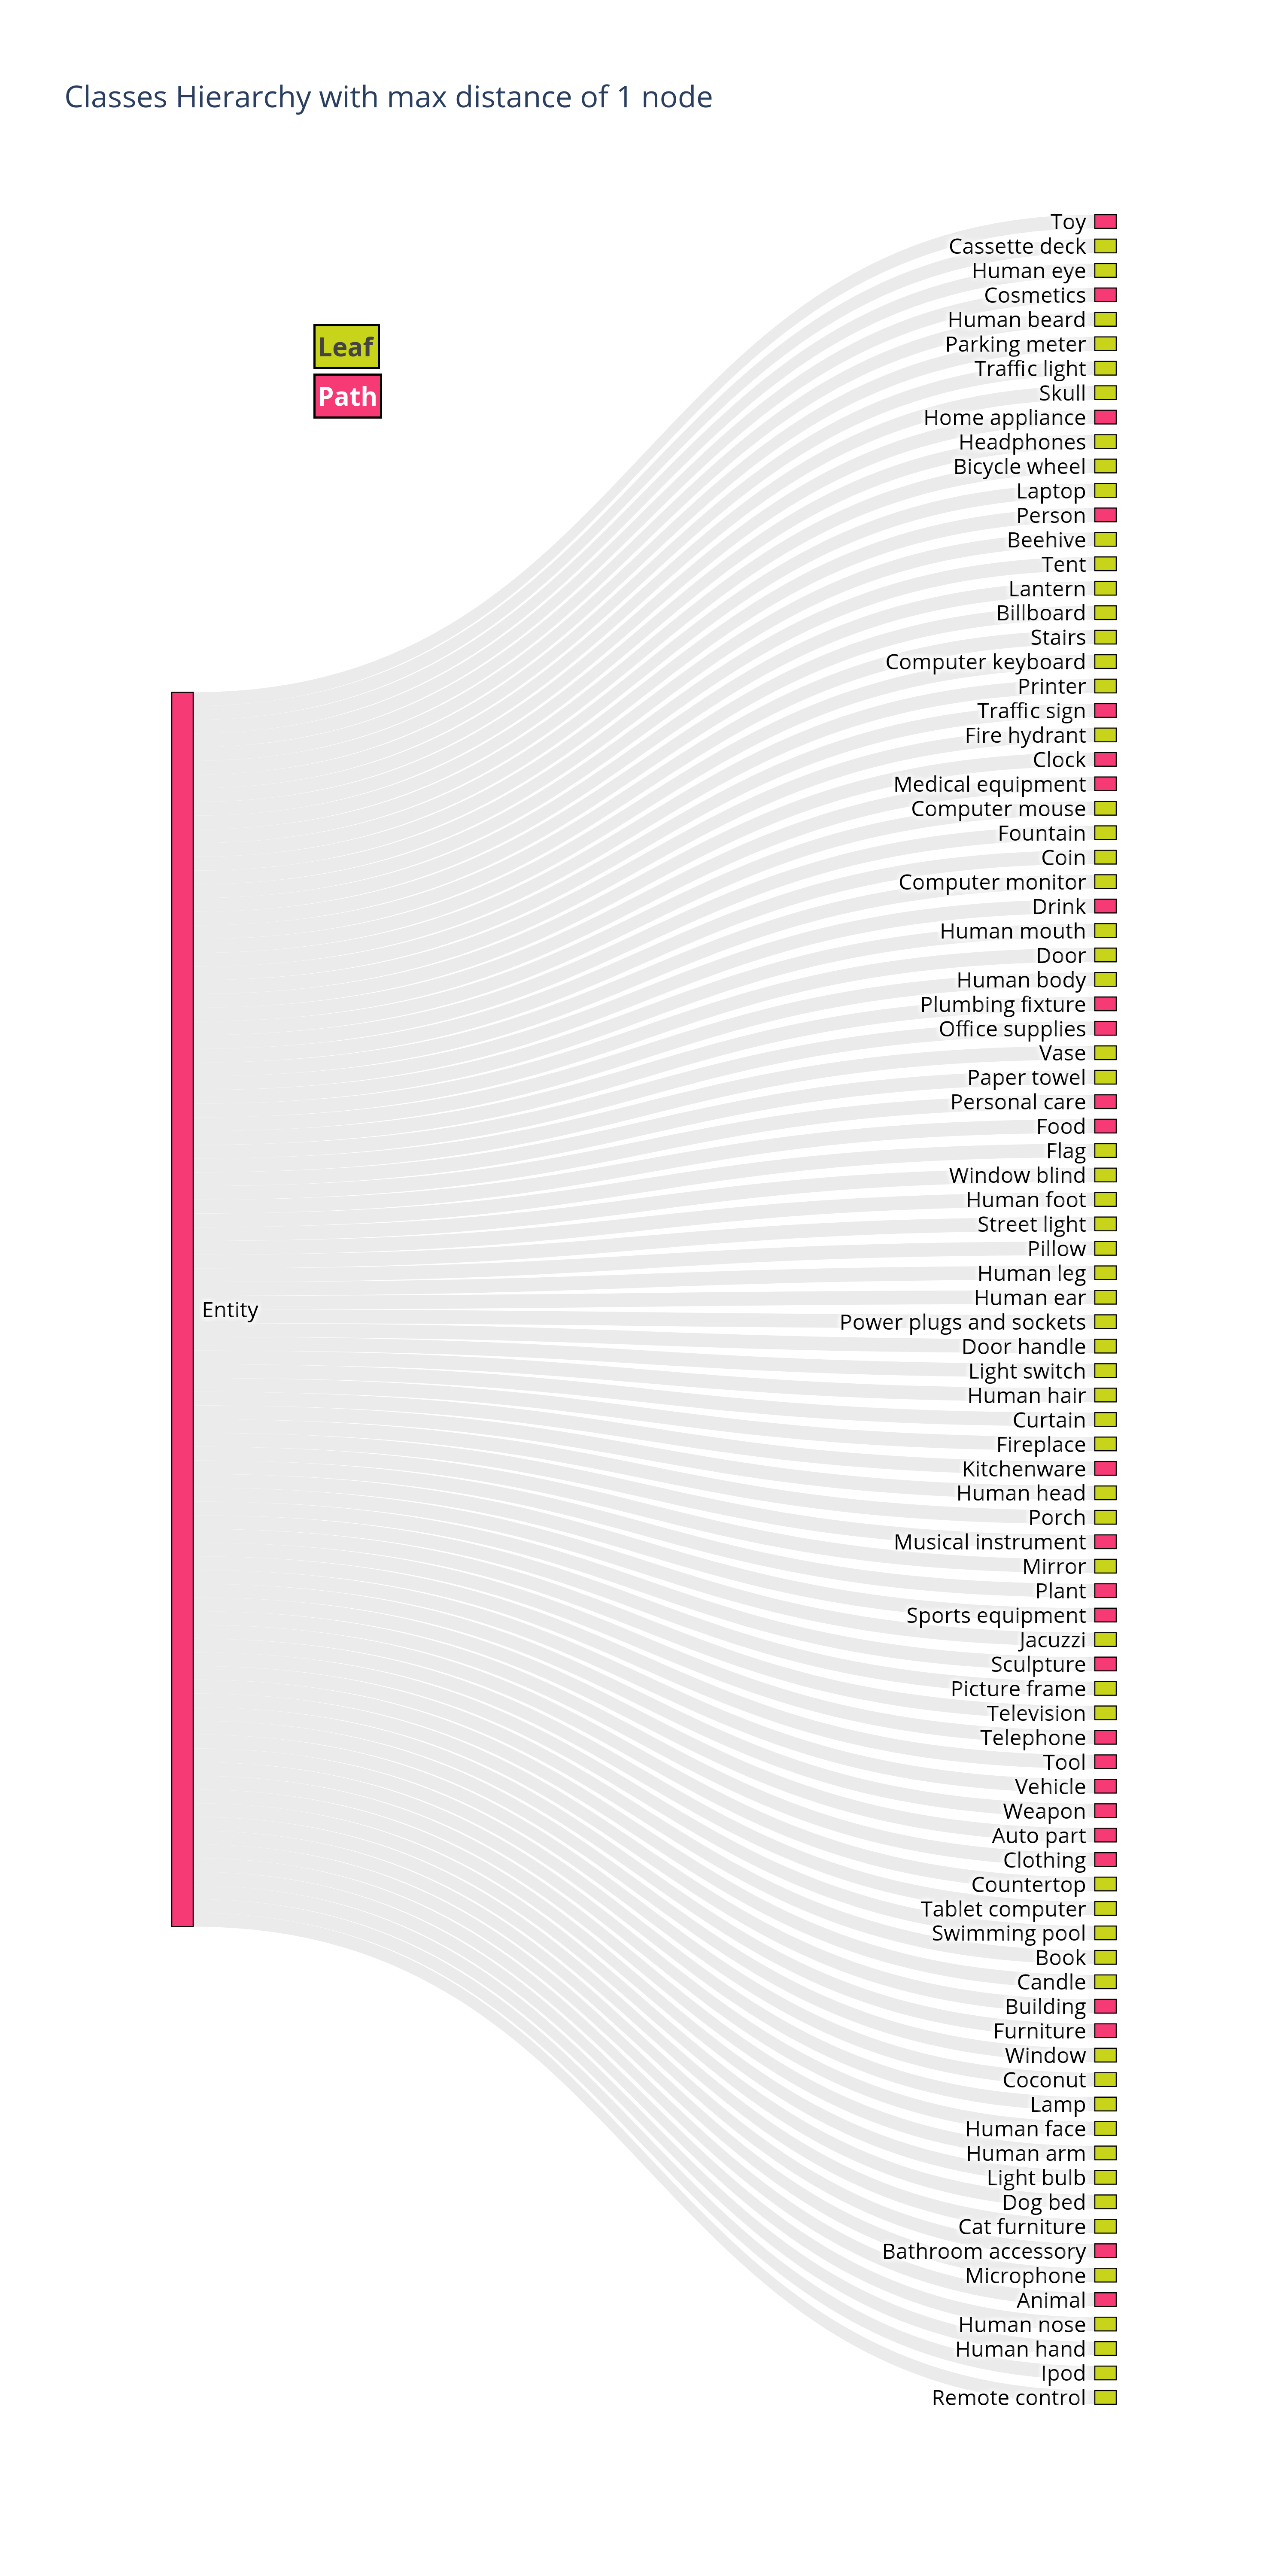 Classes Hierarchy with max distance of 1 node
Leaf
Path
Entity
Toy
Cassette deck
Human eye
Cosmetics
Human beard
Parking meter
Traffic light
Skull
Home appliance
Headphones
Bicycle wheel
Laptop
Person
Beehive
Tent
Lantern
Billboard
Stairs
Computer keyboard
Printer
Traffic sign
Fire hydrant
Clock
Medical equipment
Computer mouse
Fountain
Coin
Computer monitor
Drink
Human mouth
Door
Human body
Plumbing fixture
Office supplies
Vase
Paper towel
Personal care
Food
Flag
Window blind
Human foot
Street light
Pillow
Human leg
Human ear
Power plugs and sockets
Door handle
Light switch
Human hair
Curtain
Fireplace
Kitchenware
Human head
Porch
Musical instrument
Mirror
Plant
Sports equipment
Jacuzzi
Sculpture
Picture frame
Television
Telephone
Tool
Vehicle
Weapon
Auto part
Clothing
Countertop
Tablet computer
Swimming pool
Book
Candle
Building
Furniture
Window
Coconut
Lamp
Human face
Human arm
Light bulb
Dog bed
Cat furniture
Bathroom accessory
Microphone
Animal
Human nose
Human hand
Ipod
Remote control